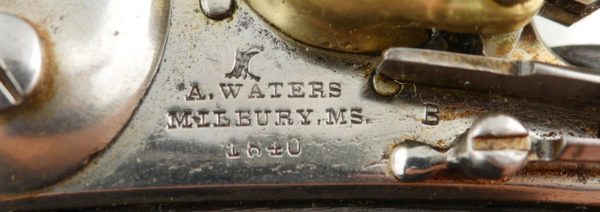 A. WATERS
MILBURY, MS.
B
1840